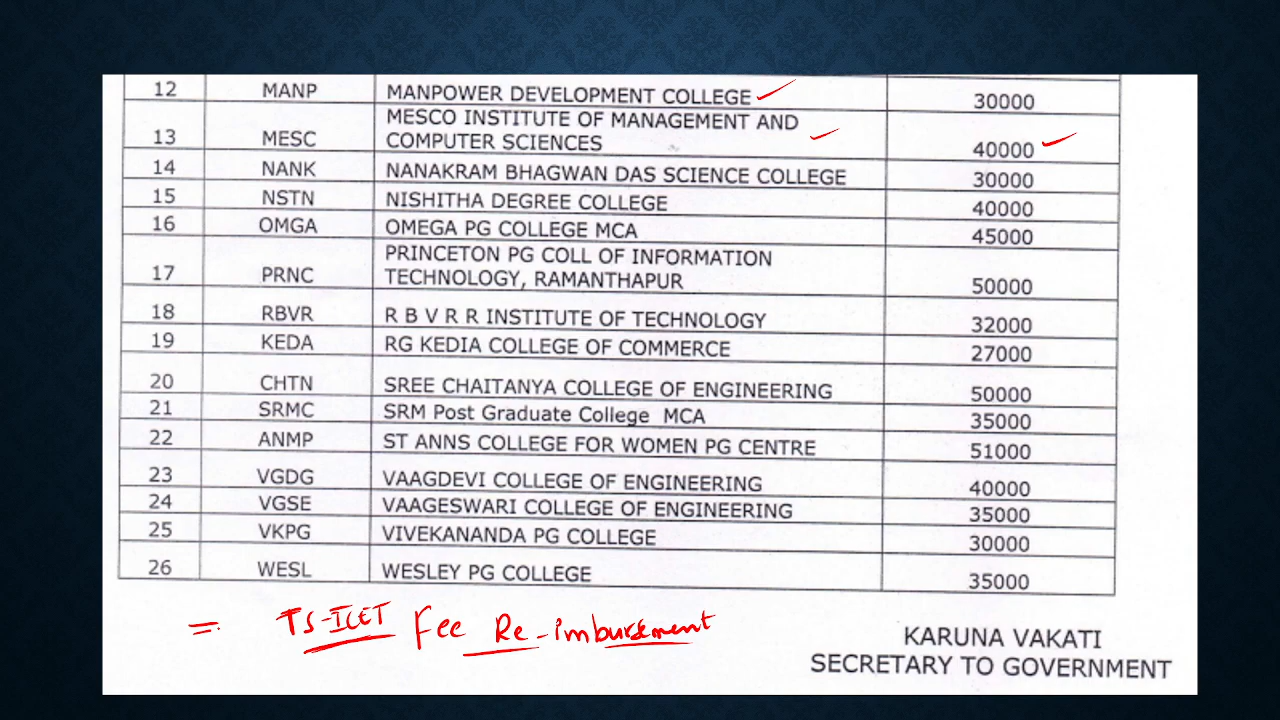 12 MANP MANPOWER DEVELOPMENT COLLEGE 30000
13 MESC MESCO INSTITUTE OF MANAGEMENT AND
COMPUTER SCIENCES 40000
14 NANK NANAKRAM BHAGWAN DAS SCIENCE COLLEGE 30000
15 NSTN NISHITHA DEGREE COLLEGE 40000
16 OMGA OMEGA PG COLLEGE MCA 45000
17 PRNC PRINCETON PG COLL OF INFORMATION
TECHNOLOGY, RAMANTHAPUR 50000
18 RBVR R B V R R INSTITUTE OF TECHNOLOGY 32000
19 KEDA RG KEDIA COLLEGE OF COMMERCE 27000
20 CHTN SREE CHAITANYA COLLEGE OF ENGINEERING 50000
21 SRMC SRM Post Graduate College MCA 35000
22 ANMP ST ANNS COLLEGE FOR WOMEN PG CENTRE 51000
23 VGDG VAAGDEVI COLLEGE OF ENGINEERING 40000
24 VGSE VAAGESWARI COLLEGE OF ENGINEERING 35000
25 VKPG VIVEKANANDA PG COLLEGE 30000
26 WESL WESLEY PG COLLEGE 35000
= TS-ICET Fee Re-imbursement
KARUNA VAKATI
SECRETARY TO GOVERNMENT